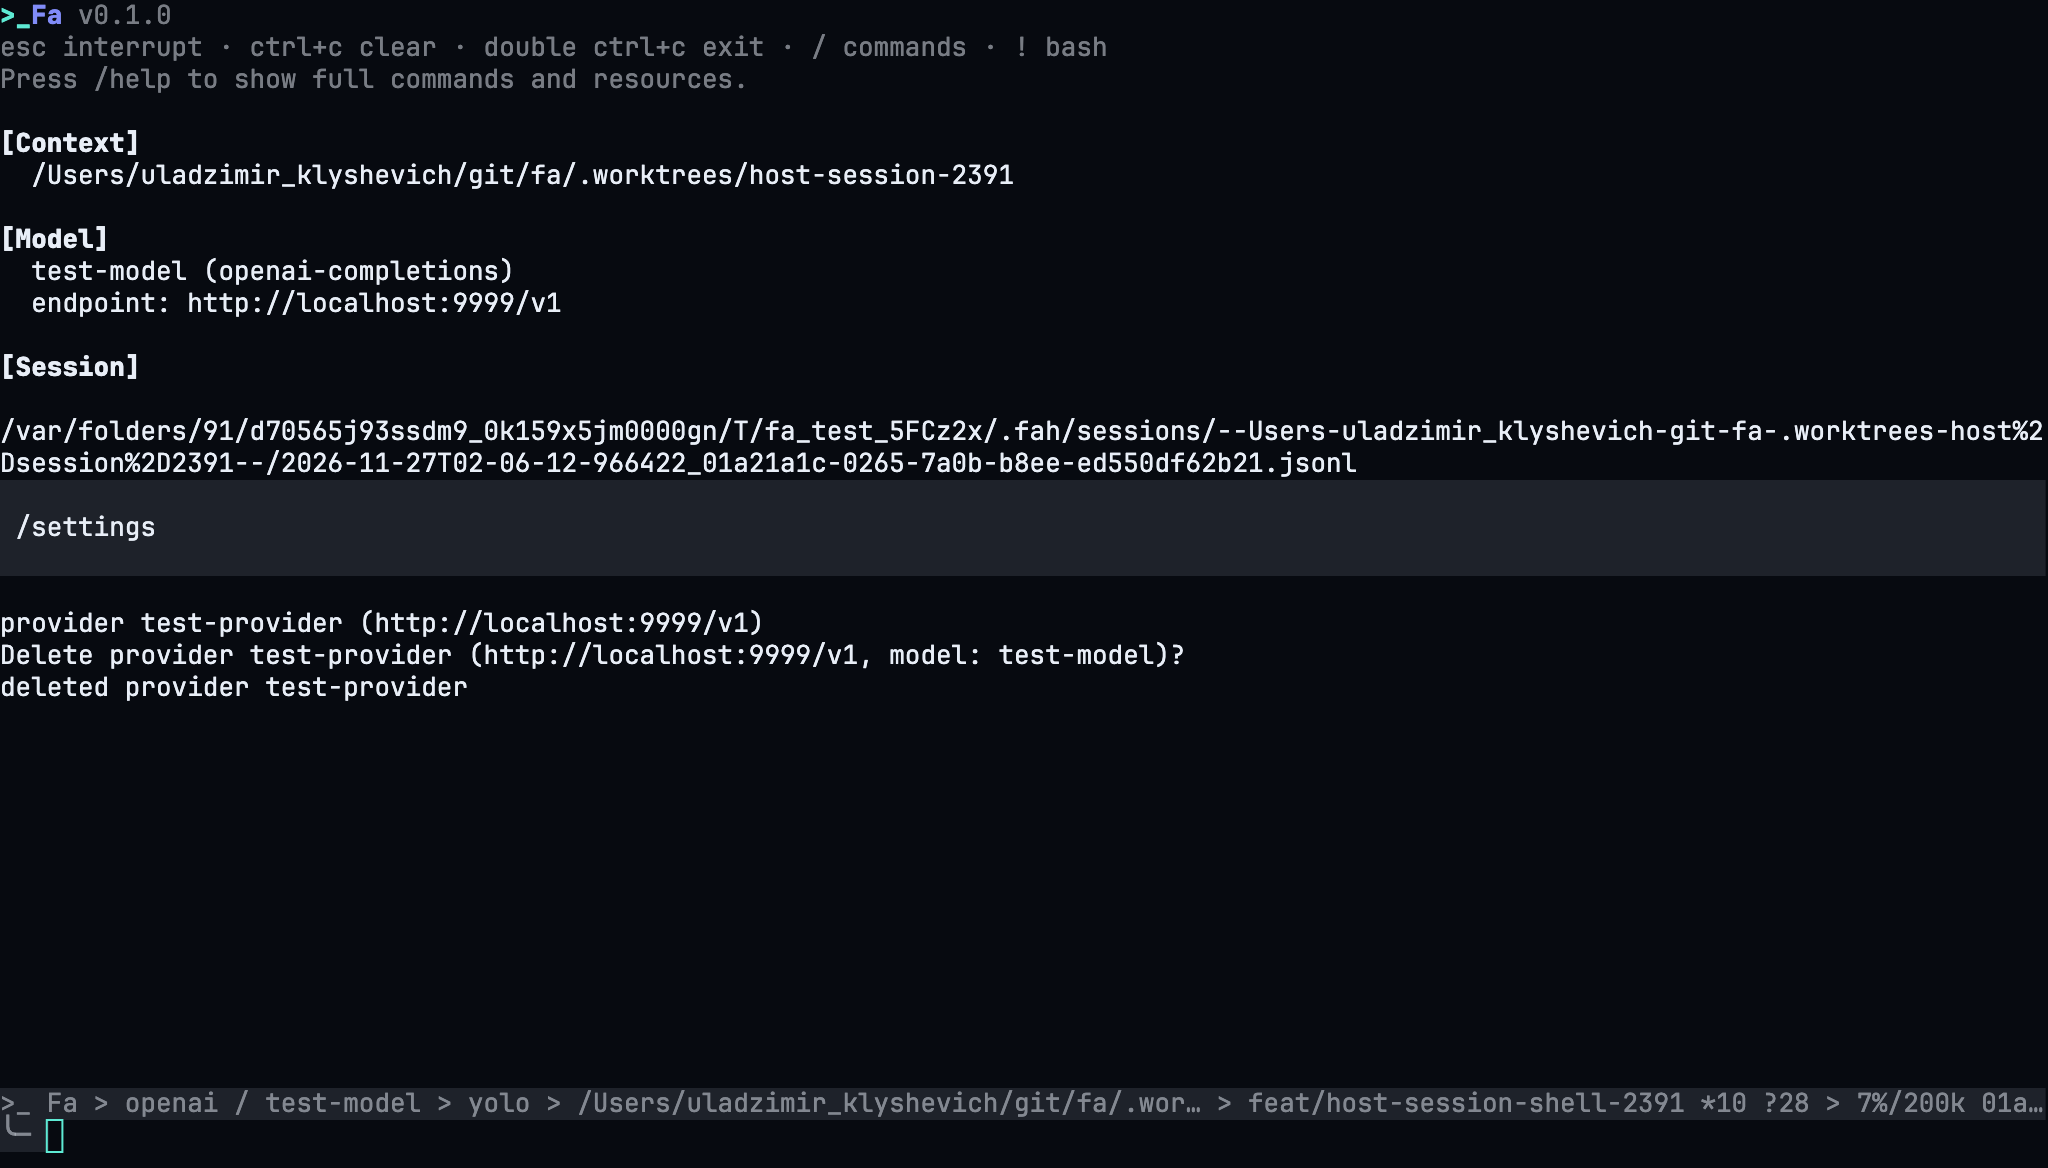 >_Fa v0.1.0
esc interrupt · ctrl+c clear · double ctrl+c exit · / commands · ! bash
Press /help to show full commands and resources.
[Context]
/Users/uladzimir_klyshevich/git/fa/.worktrees/host-session-2391
[Model]
test-model (openai-completions)
endpoint: http://localhost:9999/v1
[Session]
/var/folders/91/d70565j93ssdm9_0k159x5jm0000gn/T/fa_test_5FCz2x/.fah/sessions/--Users-uladzimir_klyshevich-git-fa-.worktrees-host%2
Dsession%2D2391--/2026-11-27T02-06-12-966422_01a21a1c-0265-7a0b-b8ee-ed550df62b21.jsonl
/settings
provider test-provider (http://localhost:9999/v1)
Delete provider test-provider (http://localhost:9999/v1, model: test-model)?
deleted provider test-provider
>_ Fa > openai / test-model > yolo > /Users/uladzimir_klyshevich/git/fa/.wor… > feat/host-session-shell-2391 *10 ?28 > 7%/200k 01a…